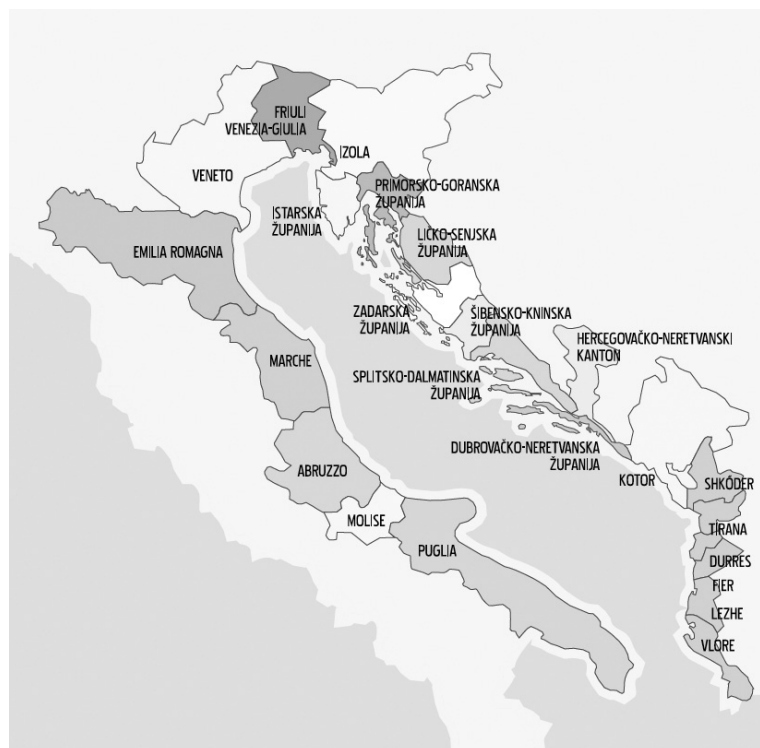 FRIULI
VENEZIA-GIULIA
IZOLA
VENETO
PRIMORSKO-GORANSKA
ŽUPANIJA
ISTARSKA
ŽUPANIJA
LIČKO-SENJSKA
ŽUPANIJA
EMILIA ROMAGNA
ZADARSKA
ŽUPANIJA
ŠIBENSKO-KNINSKA
ŽUPANIJA
HERCEGOVAČKO-NERETVANSKI
KANTON
MARCHE
SPLITSKO-DALMATINSKA
ŽUPANIJA
DUBROVAČKO-NERETVANSKA
ŽUPANIJA
ABRUZZO
KOTOR
SHKÓDER
MOLISE
TIRANA
PUGLIA
DURRES
FIER
LEZHE
VLORE